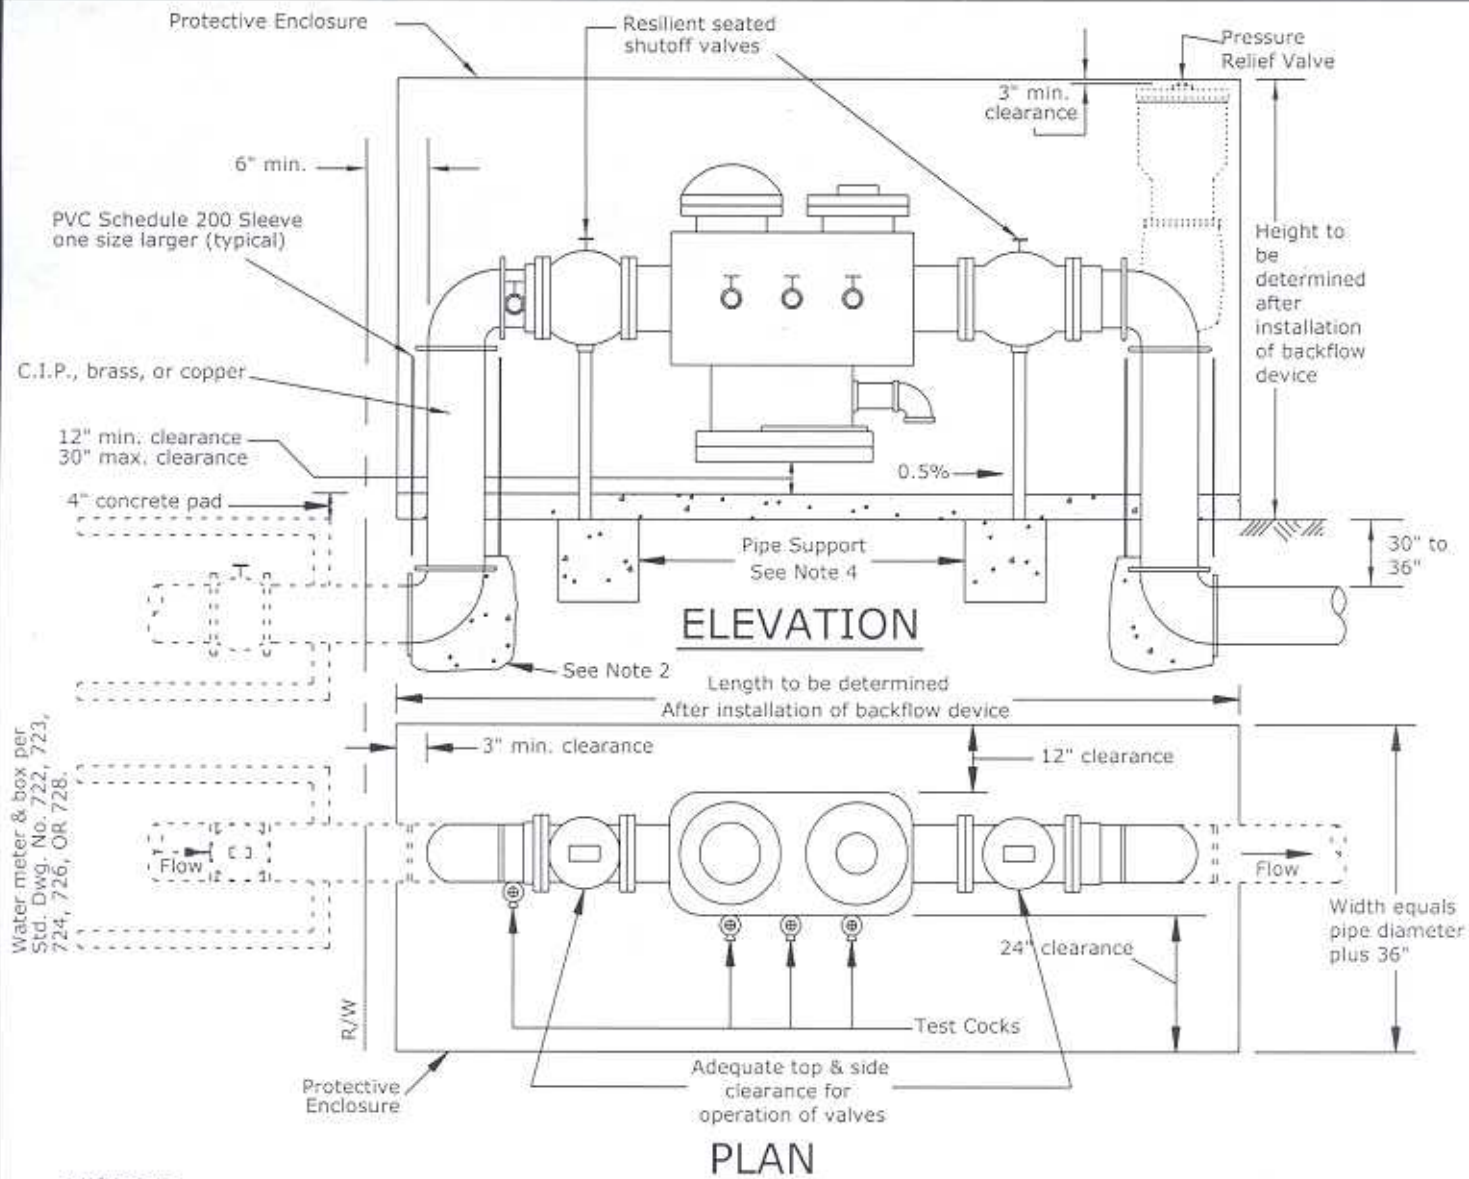 Protective Enclosure
Resilient seated
shutoff valves
Pressure
Relief Valve
3" min.
clearance
6" min.
PVC Schedule 200 Sleeve
one size larger (typical)
Height to
be
determined
after
installation
of backflow
device
C.I.P., brass, or copper
12" min. clearance
30" max. clearance
0.5%
4" concrete pad
Pipe Support
See Note 4
30" to
36"
ELEVATION
See Note 2
Length to be determined
After installation of backflow device
Water meter & box per
Std. Dwg. No. 722, 723,
724, 726, OR 728.
3" min. clearance
12" clearance
Flow
Flow
Width equals
pipe diameter
plus 36"
24" clearance
R/W
Test Cocks
Protective
Enclosure
Adequate top & side
clearance for
operation of valves
PLAN